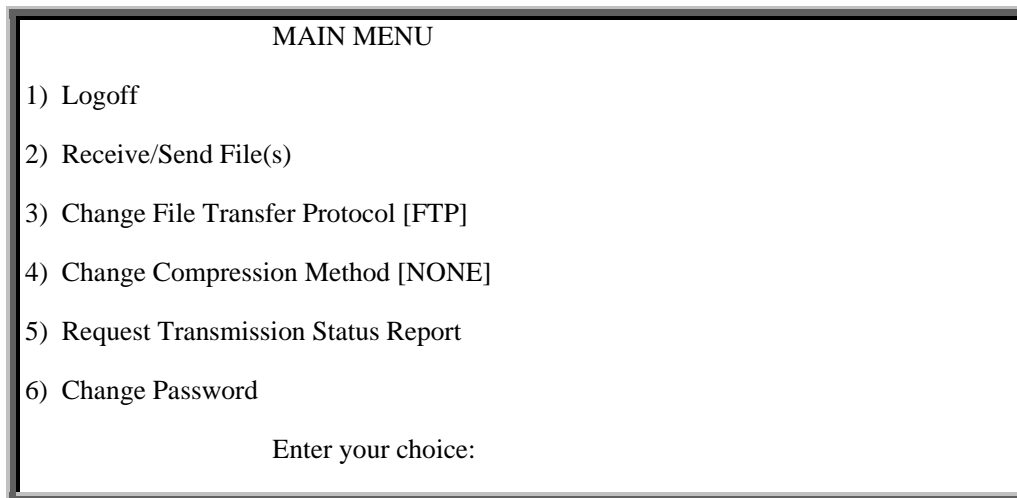 MAIN MENU
1) Logoff
2) Receive/Send File(s)
3) Change File Transfer Protocol [FTP]
4) Change Compression Method [NONE]
5) Request Transmission Status Report
6) Change Password
Enter your choice: